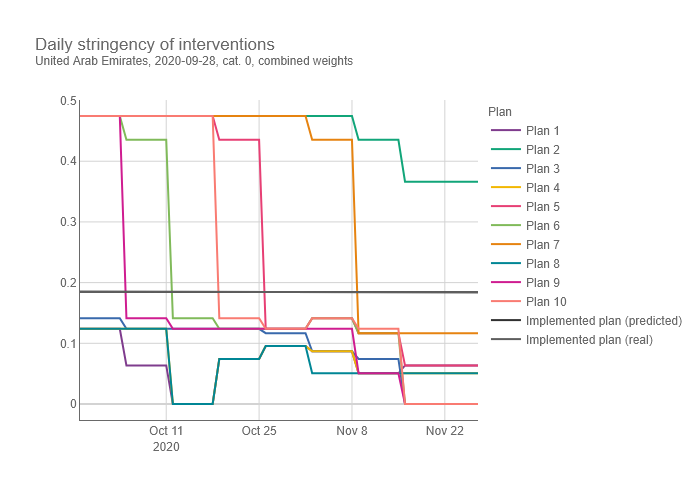 Daily stringency of interventions
United Arab Emirates, 2020-09-28, cat. 0, combined weights
0.5
0.4
0.3
0.2
0.1
0
Oct 11
2020
Oct 25
Nov 8
Nov 22
Plan
Plan 1
Plan 2
Plan 3
Plan 4
Plan 5
Plan 6
Plan 7
Plan 8
Plan 9
Plan 10
Implemented plan (predicted)
Implemented plan (real)